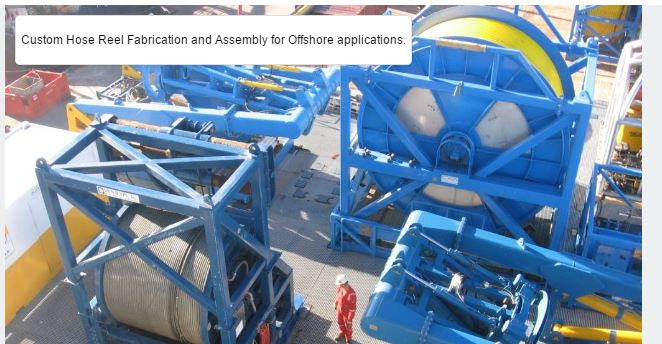 Custom Hose Reel Fabrication and Assembly for Offshore applications.